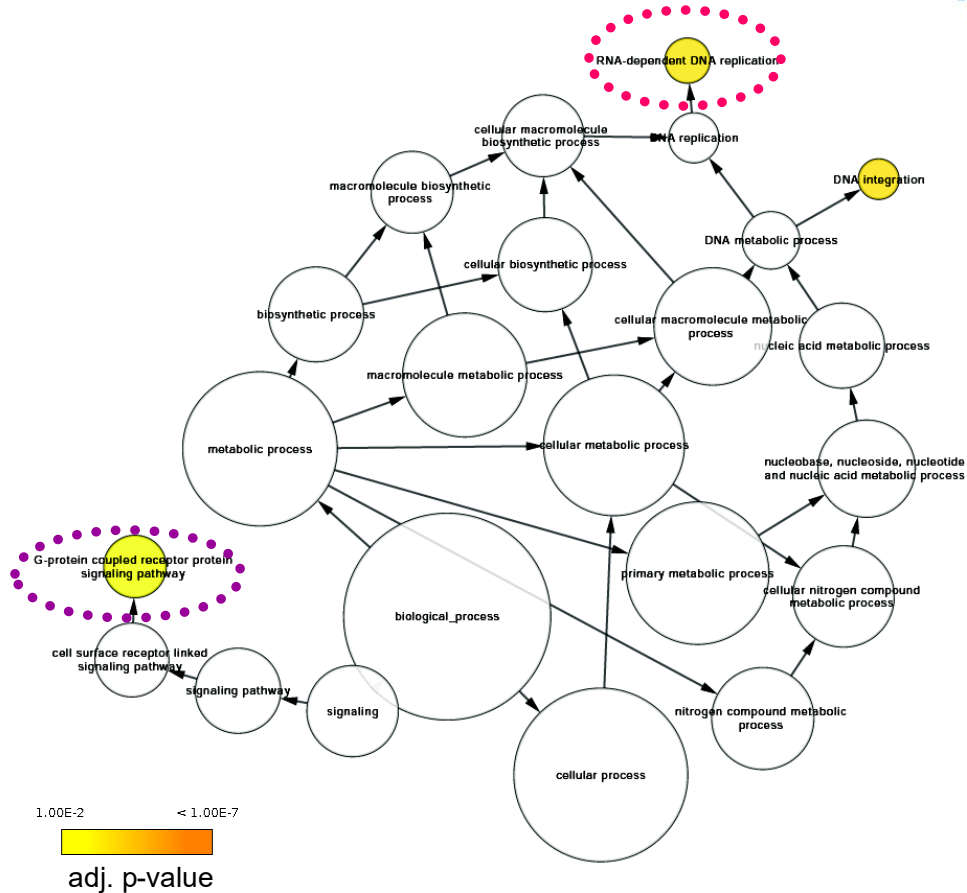 RNA-dependent DNA replication
cellular macromolecule
biosynthetic process
DNA replication
macromolecule biosynthetic
process
DNA integration
DNA metabolic process
cellular biosynthetic process
biosynthetic process
cellular macromolecule metabolic
process
nucleic acid metabolic process
macromolecule metabolic process
metabolic process
cellular metabolic process
nucleobase, nucleoside, nucleotide
and nucleic acid metabolic process
G-protein coupled receptor protein
signaling pathway
primary metabolic process
cellular nitrogen compound
metabolic process
biological_process
cell surface receptor linked
signaling pathway
signaling pathway
signaling
nitrogen compound metabolic
process
cellular process
1.00E-2 < 1.00E-7
adj. p-value